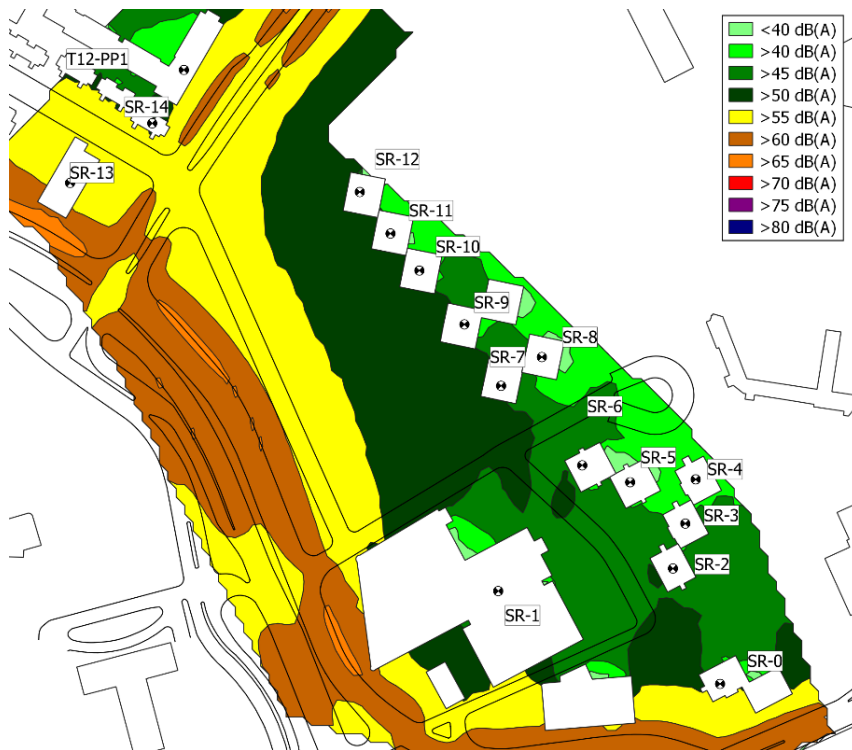 <40 dB(A)
>40 dB(A)
>45 dB(A)
>50 dB(A)
>55 dB(A)
>60 dB(A)
>65 dB(A)
>70 dB(A)
>75 dB(A)
>80 dB(A)
T12-PP1
SR-14
SR-13
SR-12
SR-11
SR-10
SR-9
SR-8
SR-7
SR-6
SR-5
SR-4
SR-3
SR-2
SR-1
SR-0